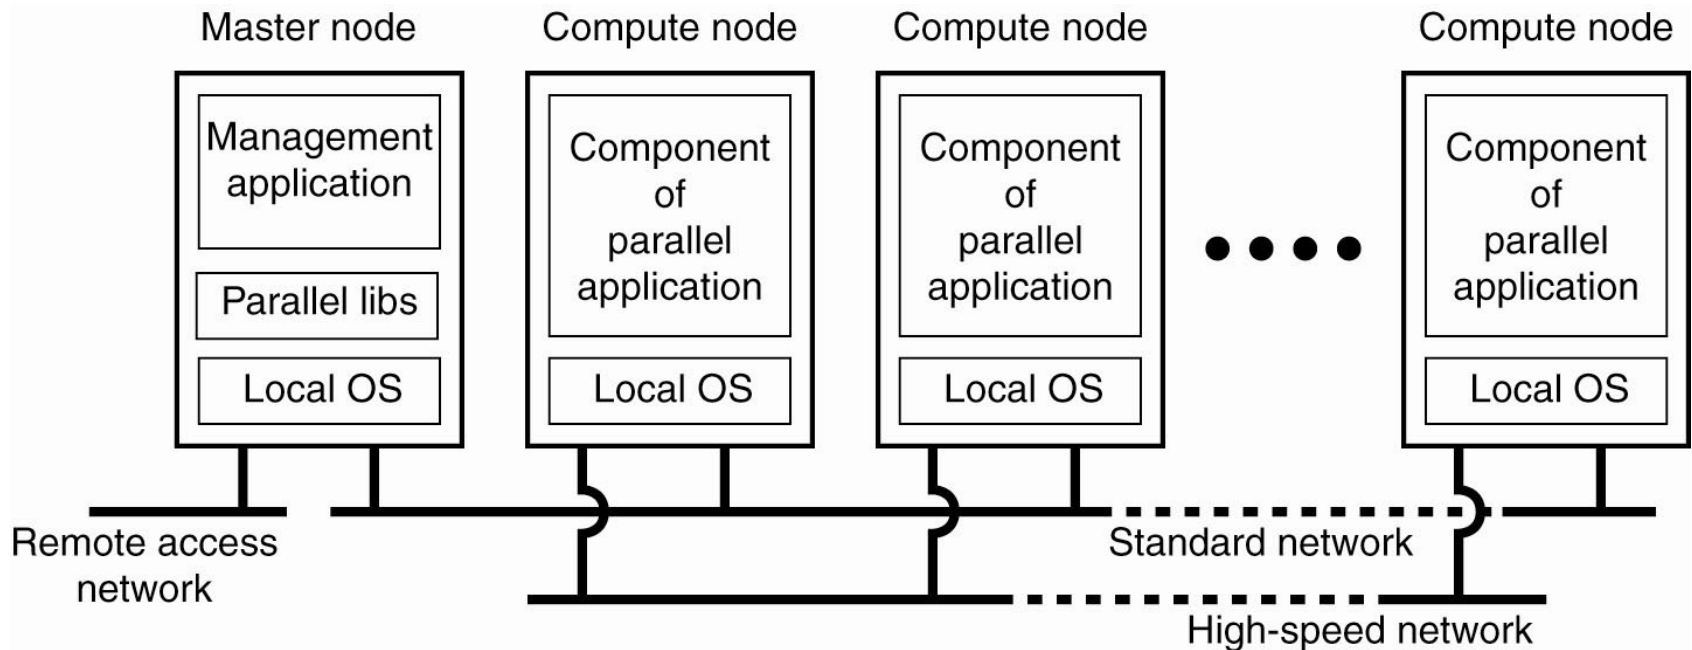 Master node
Compute node
Compute node
Compute node
Management
application
Parallel libs
Local OS
Component
of
parallel
application
Local OS
Component
of
parallel
application
Local OS
Component
of
parallel
application
Local OS
Remote access
network
Standard network
High-speed network